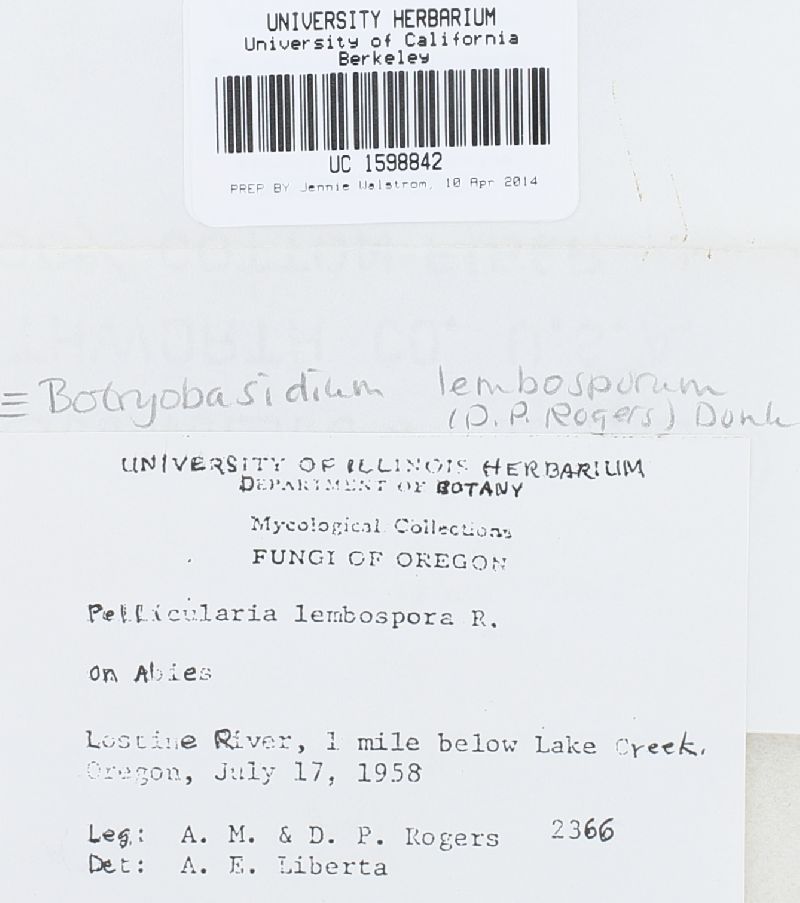 UNIVERSITY HERBARIUM
University of California
Berkeley
UC 1598842
PREP BY Jennie Walstrom, 10 Apr 2014
≡ Botryobasidium lembosporum
(D. P. Rogers) Donk
UNIVERSITY OF ILLINOIS HERBARIUM
DEPARTMENT OF BOTANY
Mycological Collections
FUNGI OF OREGON
Pellicularia lembospora R.
on Abies
Lostine River, 1 mile below Lake Creek.
Oregon, July 17, 1958
Leg: A. M. & D. P. Rogers 2366
Det: A. E. Liberta